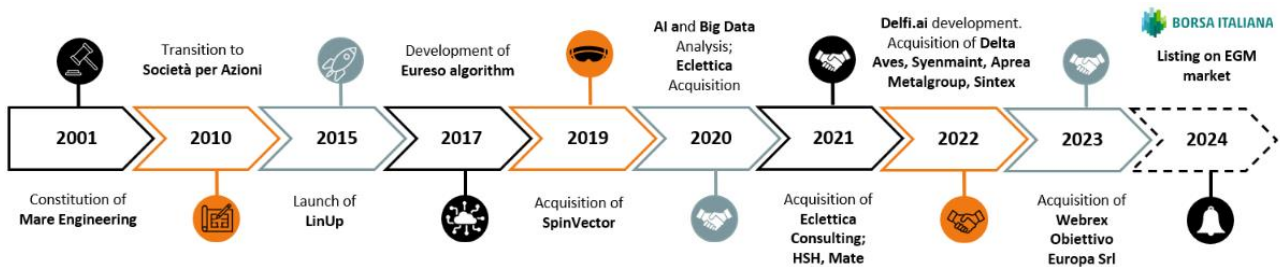 BORSA ITALIANA
Transition to
Società per Azioni
Development of
Eureso algorithm
AI and Big Data
Analysis;
Eclettica
Acquisition
Delfi.ai development.
Acquisition of Delta
Aves, Syenmaint, Aprea
Metalgroup, Sintex
Listing on EGM
market
2001
2010
2015
2017
2019
2020
2021
2022
2023
2024
Constitution of
Mare Engineering
Launch of
LinUp
Acquisition of
SpinVector
Acquisition of
Eclettica
Consulting;
HSH, Mate
Acquisition of
Webrex
Obiettivo
Europa Srl